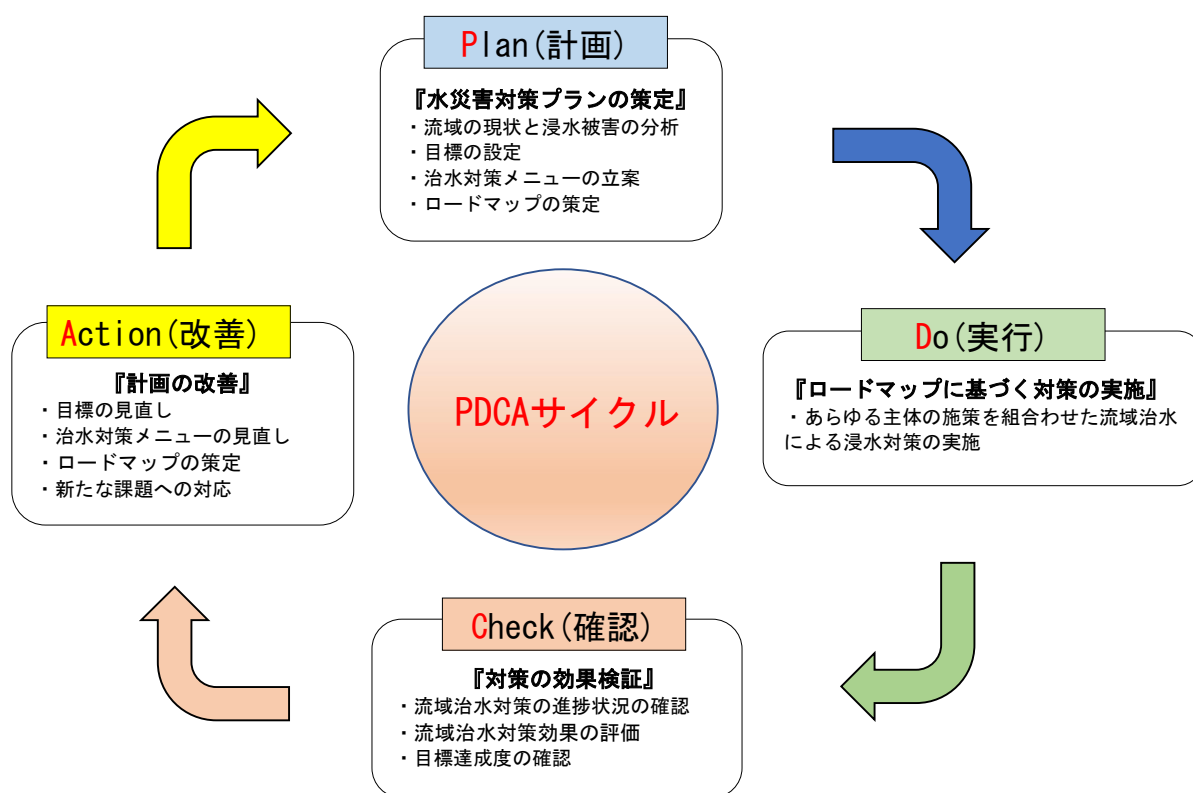 Plan(計画)
『水災害対策プランの策定』
・流域の現状と浸水被害の分析
・目標の設定
・治水対策メニューの立案
・ロードマップの策定
Action(改善)
『計画の改善』
・目標の見直し
・治水対策メニューの見直し
・ロードマップの策定
・新たな課題への対応
PDCAサイクル
Do(実行)
『ロードマップに基づく対策の実施』
・あらゆる主体の施策を組合わせた流域治水
による浸水対策の実施
Check(確認)
『対策の効果検証』
・流域治水対策の進捗状況の確認
・流域治水対策効果の評価
・目標達成度の確認